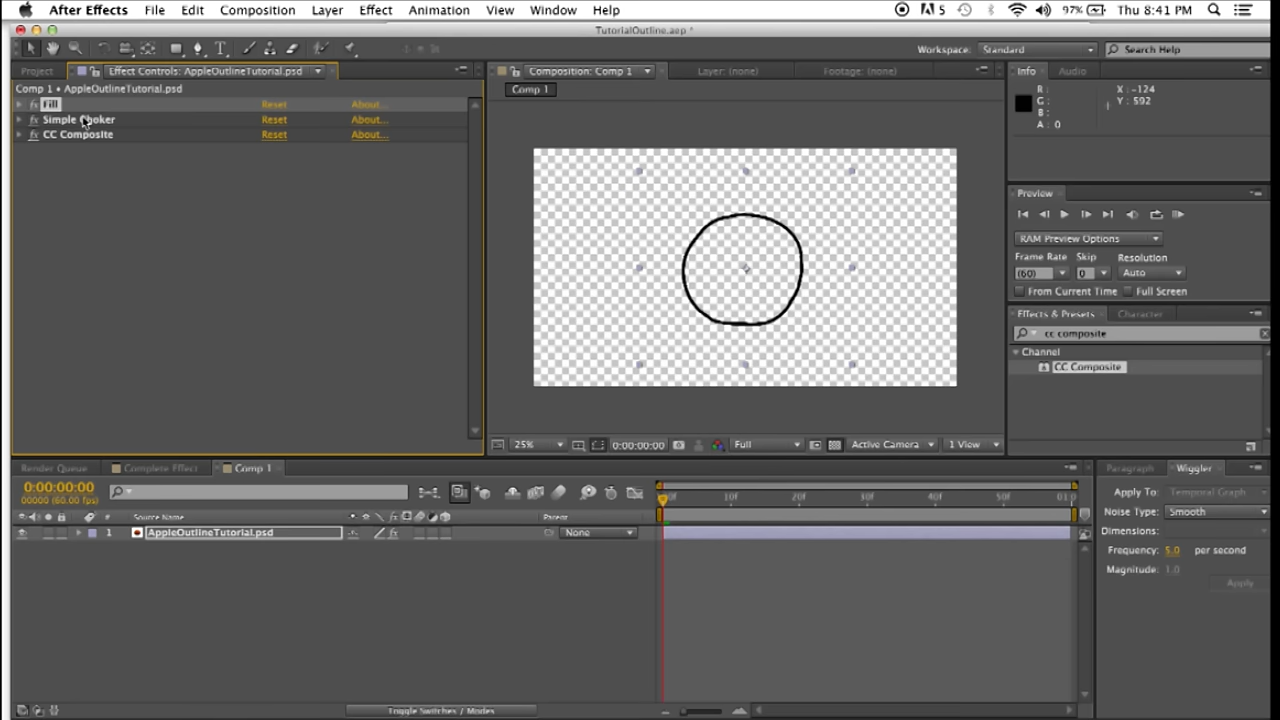 After Effects File Edit Composition Layer Effect Animation View Window Help 5 97% Thu 8:41 PM
TutorialOutline.aep *
Workspace: Standard Search Help
Project Effect Controls: AppleOutlineTutorial.psd Composition: Comp 1 Layer: (none) Footage: (none) Info Audio
Comp 1 • AppleOutlineTutorial.psd
Comp 1
R: X: -124
G: Y: 592
B:
A: 0
fx Fill Reset About...
fx Simple Choker Reset About...
fx CC Composite Reset About...
Preview
RAM Preview Options
Frame Rate Skip Resolution
(60) 0 Auto
From Current Time Full Screen
Effects & Presets Character
cc composite
Channel
CC Composite
25% 0:00:00:00 Full Active Camera 1 View
Render Queue Complete Effect Comp 1 Paragraph Wiggler
0:00:00:00
00000 (60.00 fps)
10f 20f 30f 40f 50f
# Source Name fx Parent
1 AppleOutlineTutorial.psd fx None
Apply To: Temporal Graph
Noise Type: Smooth
Dimensions:
Frequency: 5.0 per second
Magnitude: 1.0
Apply
Toggle Switches / Modes